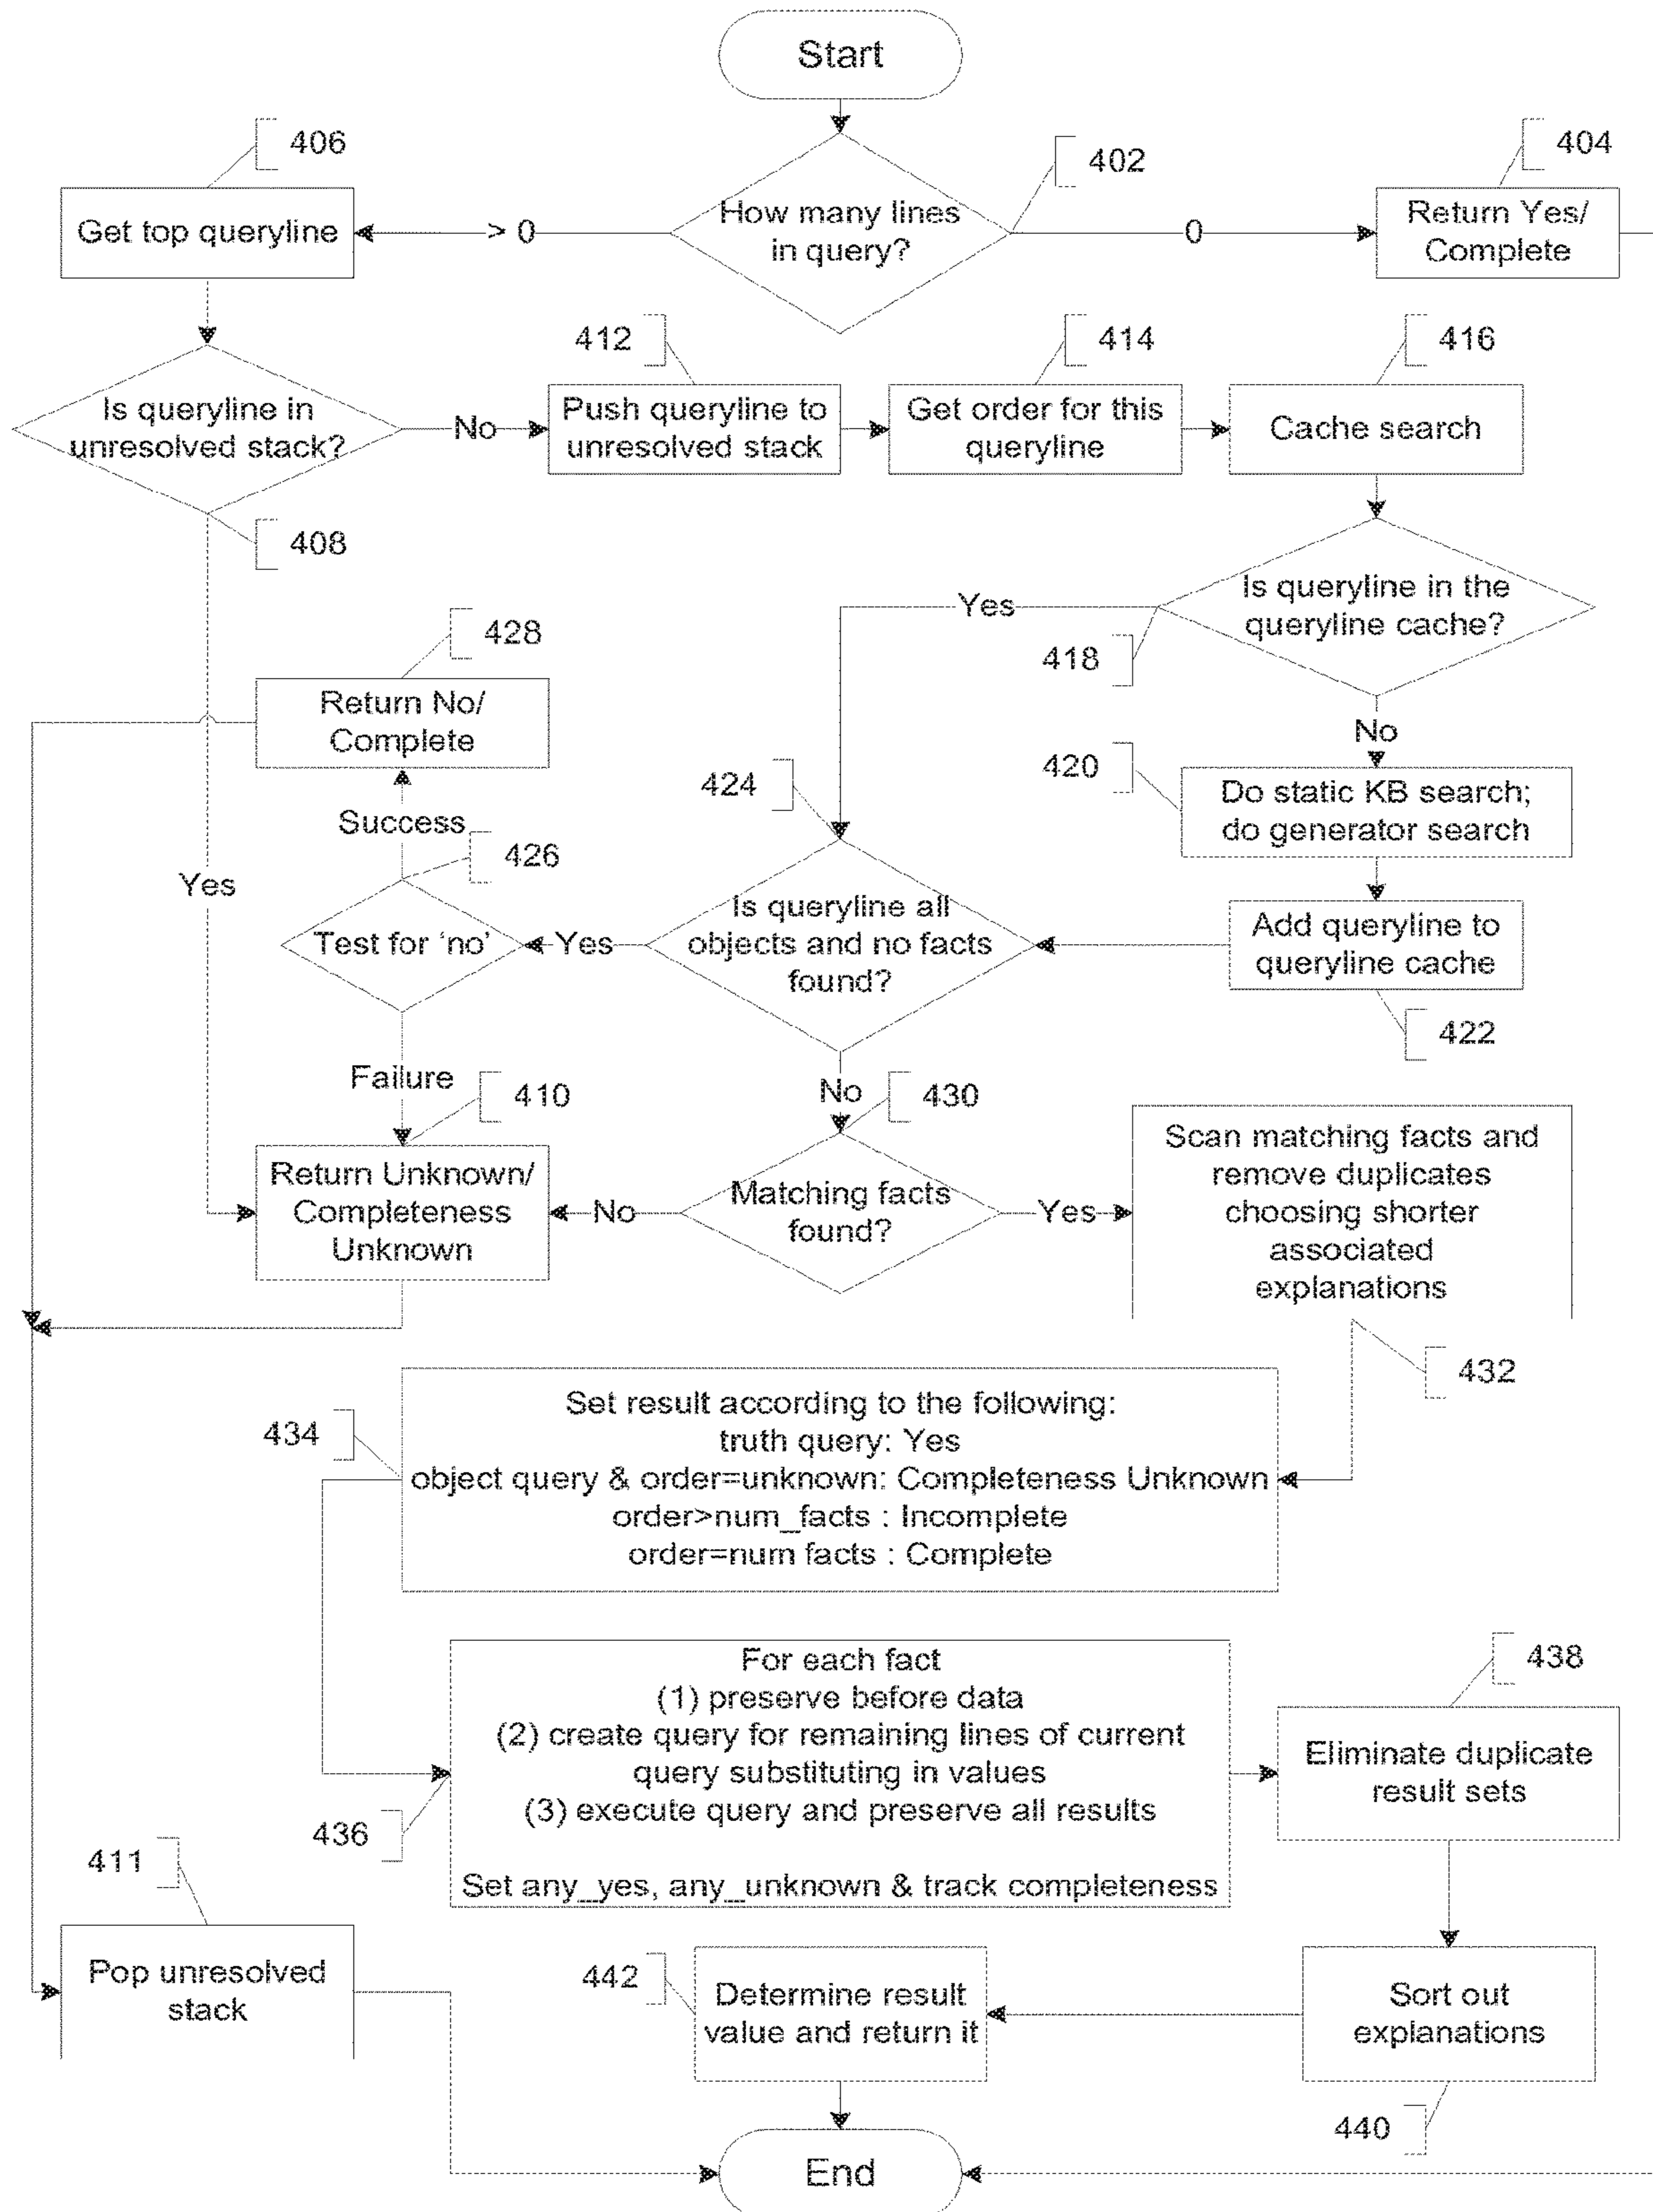 Start
406
402
404
Get top queryline
> 0
How many lines
in query?
0
Return Yes/
Complete
412
414
416
Is queryline in
unresolved stack?
No
Push queryline to
unresolved stack
Get order for this
queryline
Cache search
408
Yes
Is queryline in the
queryline cache?
418
428
Return No/
Complete
No
424
420
Do static KB search;
do generator search
Success
426
Yes
Test for 'no'
Yes
Is queryline all
objects and no facts
found?
Add queryline to
queryline cache
422
Failure
410
No
430
Return Unknown/
Completeness
Unknown
No
Matching facts
found?
Yes
Scan matching facts and
remove duplicates
choosing shorter
associated
explanations
432
434
Set result according to the following:
truth query: Yes
object query & order=unknown: Completeness Unknown
order>num_facts : Incomplete
order=num facts : Complete
438
For each fact
(1) preserve before data
(2) create query for remaining lines of current
query substituting in values
(3) execute query and preserve all results
Set any_yes, any_unknown & track completeness
436
Eliminate duplicate
result sets
411
Pop unresolved
stack
442
Determine result
value and return it
Sort out
explanations
440
End